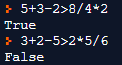 > 5+3-2>8/4*2
True
> 3+2-5>2*5/6
False